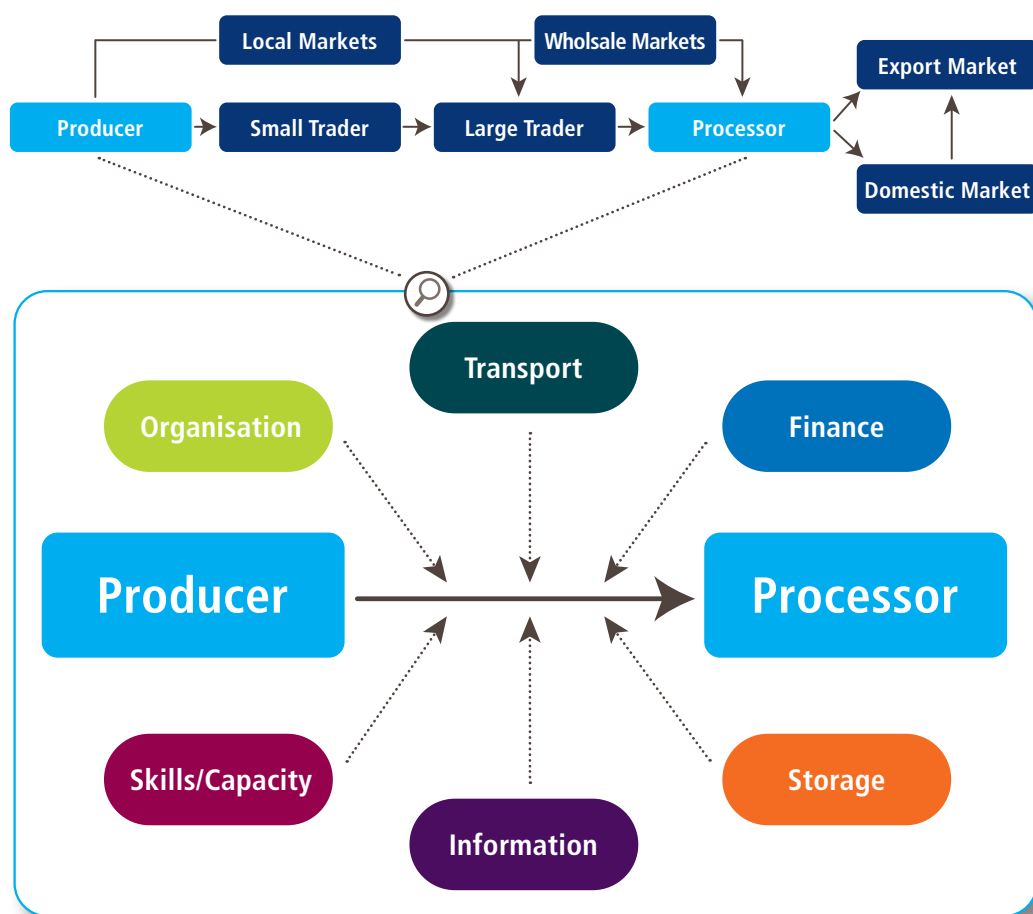 Local Markets
Wholsale Markets
Export Market
Producer
Small Trader
Large Trader
Processor
Domestic Market
Transport
Organisation
Finance
Producer
Processor
Skills/Capacity
Storage
Information